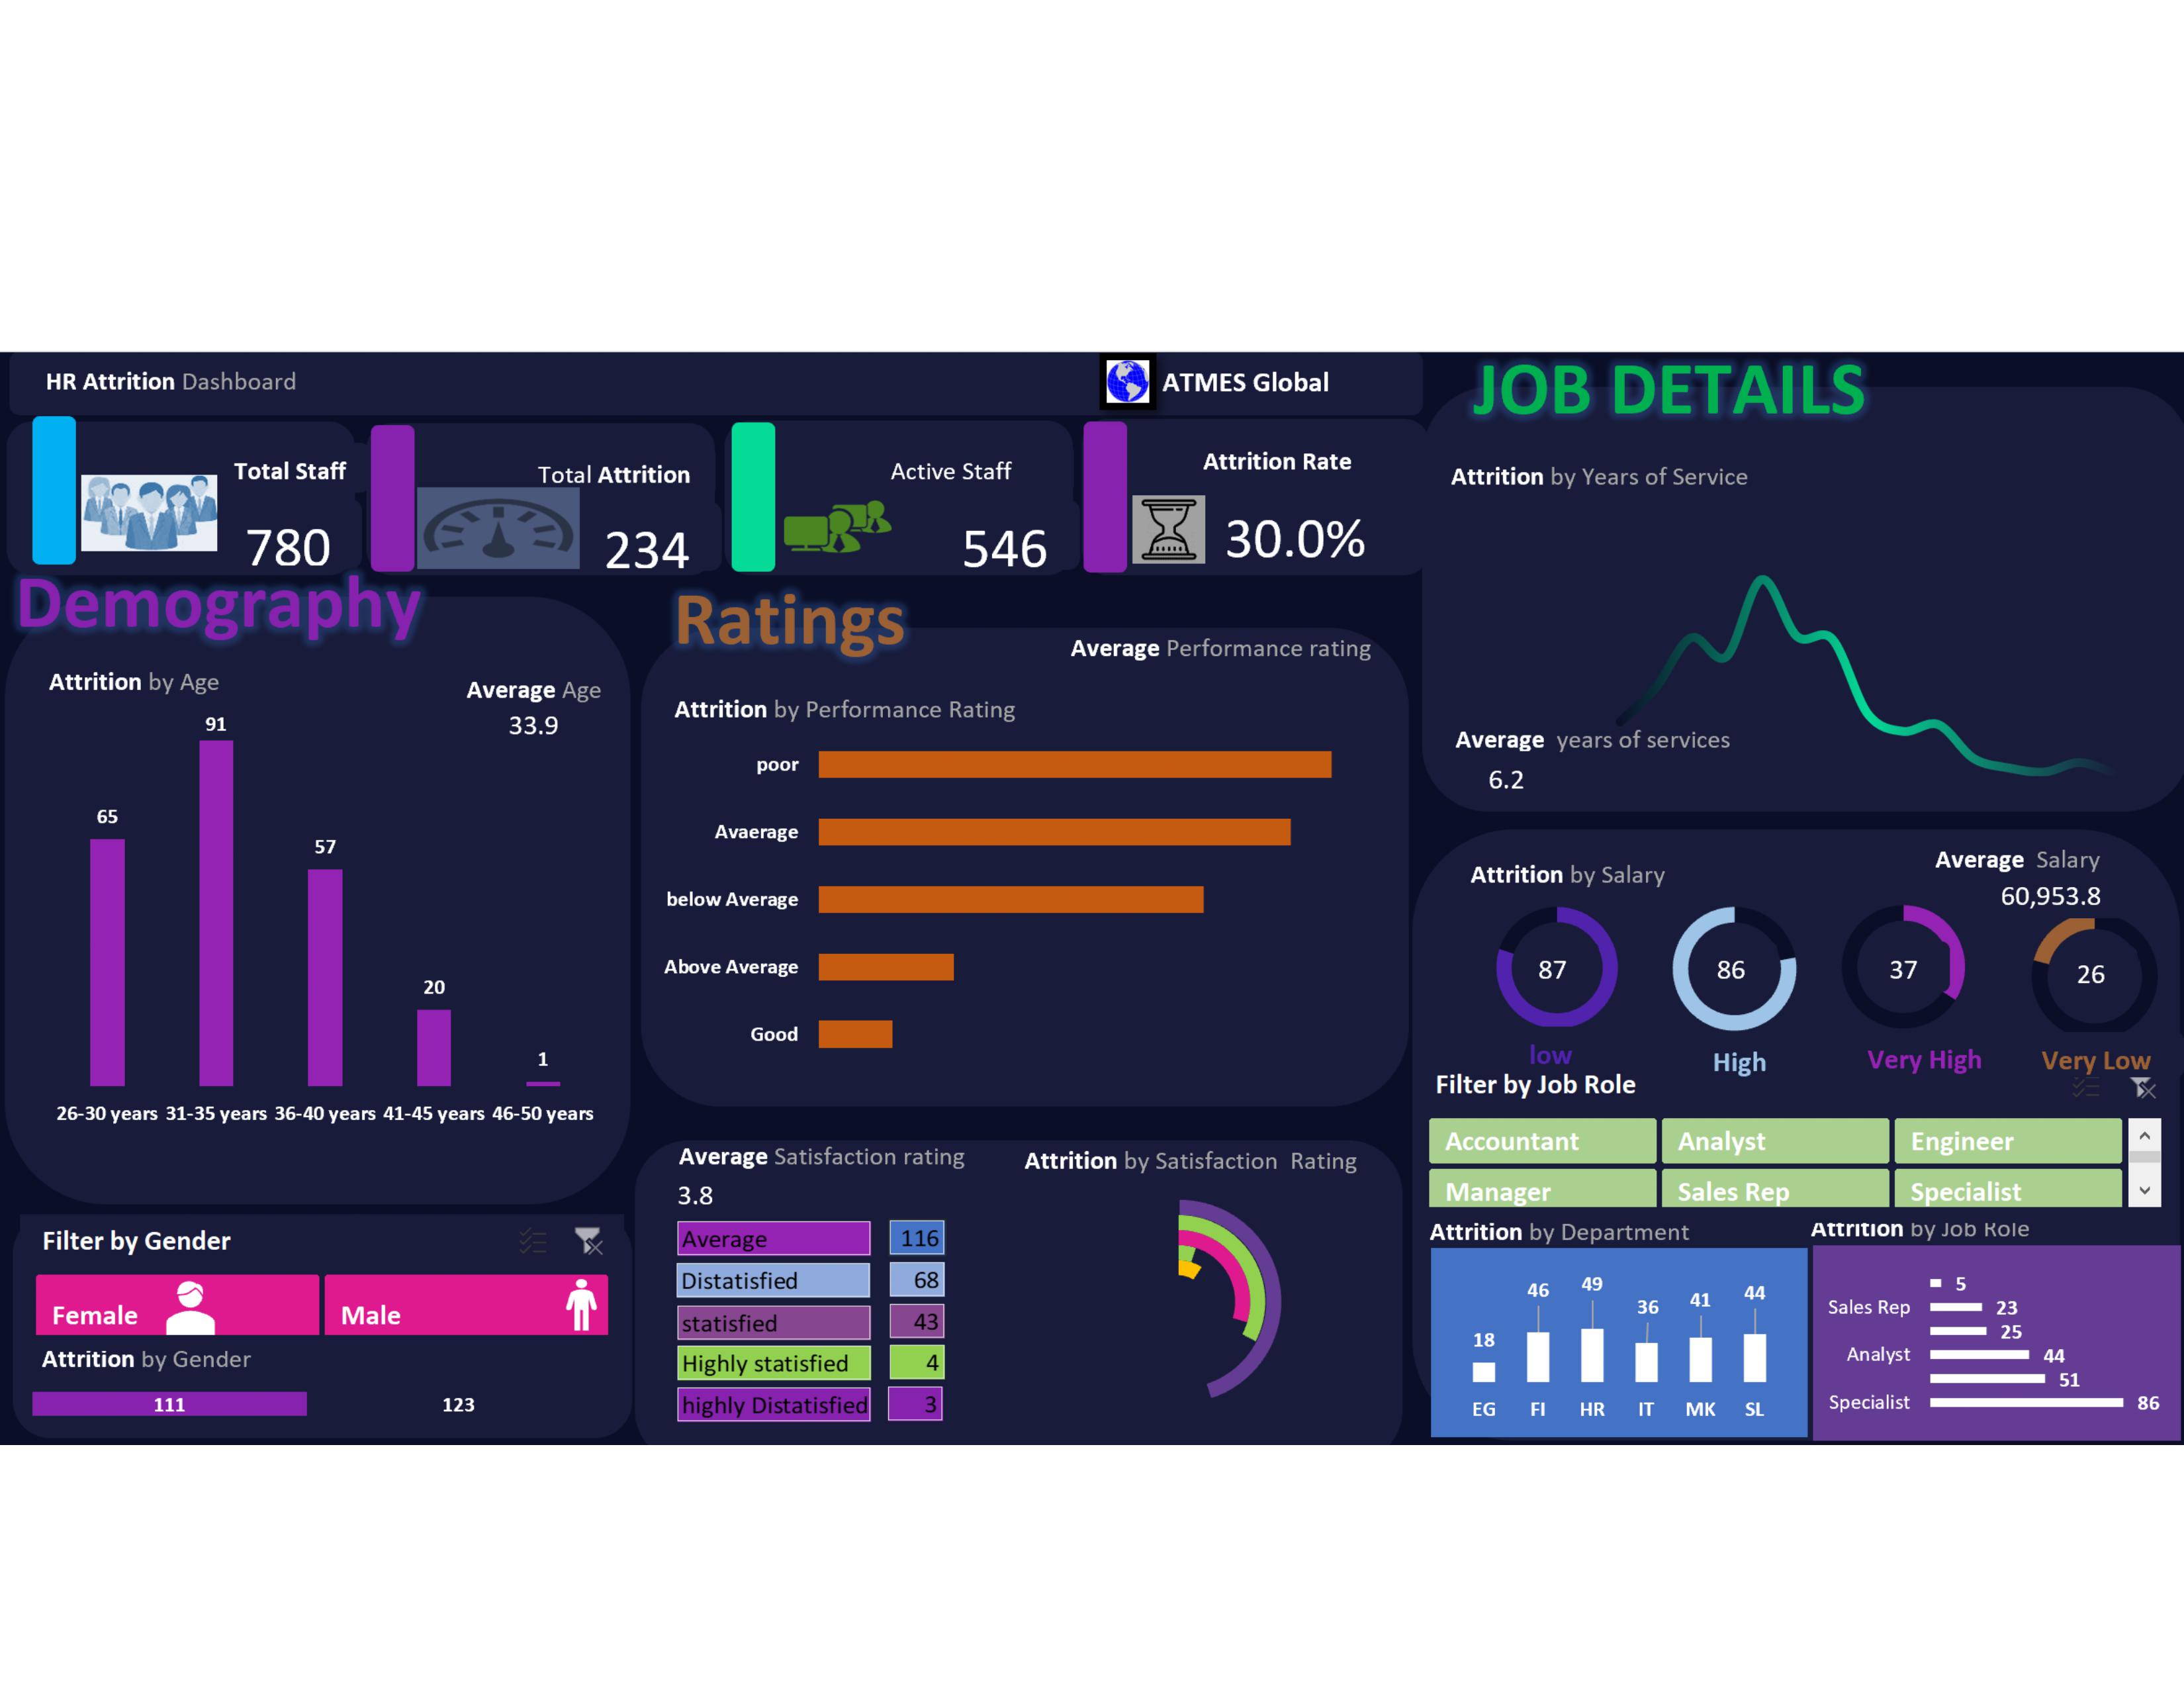 HR Attrition Dashboard
ATMES Global
Total Staff
780
Total Attrition
234
Active Staff
546
Attrition Rate
30.0%
Demography
Attrition by Age
Average Age
33.9
65
91
57
20
1
26-30 years 31-35 years 36-40 years 41-45 years 46-50 years
Filter by Gender
Female
Male
Attrition by Gender
111
123
Ratings
Average Performance rating
Attrition by Performance Rating
poor
Avaerage
below Average
Above Average
Good
Average Satisfaction rating
3.8
Average 116
Distatisfied 68
statisfied 43
Highly statisfied 4
highly Distatisfied 3
Attrition by Satisfaction Rating
JOB DETAILS
Attrition by Years of Service
Average years of services
6.2
Attrition by Salary
Average Salary
60,953.8
87
86
37
26
low
High
Very High
Very Low
Filter by Job Role
Accountant
Analyst
Engineer
Manager
Sales Rep
Specialist
Attrition by Department
18
46
49
36
41
44
EG FI HR IT MK SL
Attrition by Job Role
5
Sales Rep 23
25
Analyst 44
51
Specialist 86